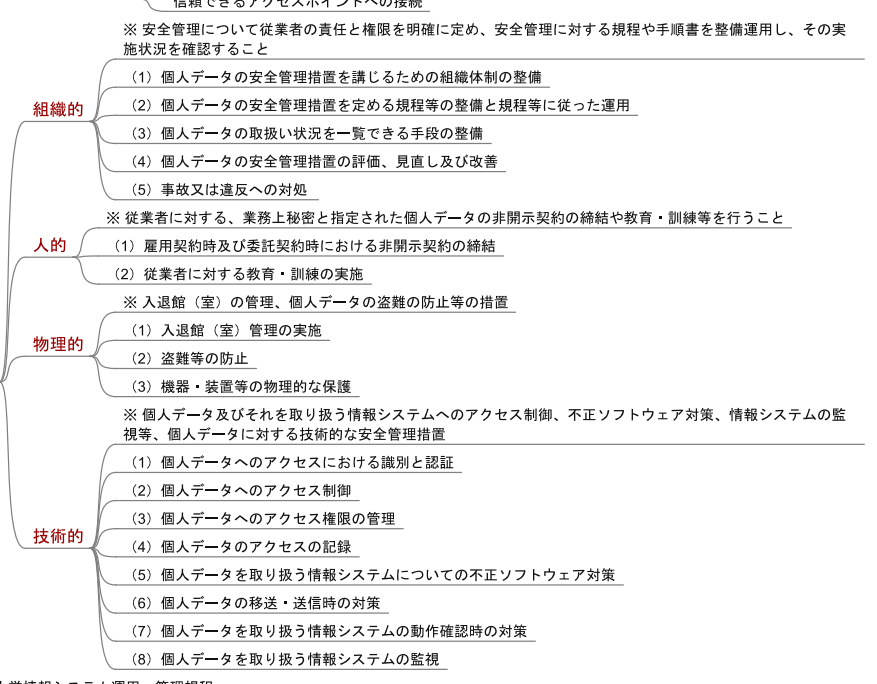 信頼できるアクセスポイントへの接続
組織的
※ 安全管理について従業者の責任と権限を明確に定め、安全管理に対する規程や手順書を整備運用し、その実
施状況を確認すること
（1）個人データの安全管理措置を講じるための組織体制の整備
（2）個人データの安全管理措置を定める規程等の整備と規程等に従った運用
（3）個人データの取扱い状況を一覧できる手段の整備
（4）個人データの安全管理措置の評価、見直し及び改善
（5）事故又は違反への対処
人的
※ 従業者に対する、業務上秘密と指定された個人データの非開示契約の締結や教育・訓練等を行うこと
（1）雇用契約時及び委託契約時における非開示契約の締結
（2）従業者に対する教育・訓練の実施
物理的
※ 入退館（室）の管理、個人データの盗難の防止等の措置
（1）入退館（室）管理の実施
（2）盗難等の防止
（3）機器・装置等の物理的な保護
技術的
※ 個人データ及びそれを取り扱う情報システムへのアクセス制御、不正ソフトウェア対策、情報システムの監
視等、個人データに対する技術的な安全管理措置
（1）個人データへのアクセスにおける識別と認証
（2）個人データへのアクセス制御
（3）個人データへのアクセス権限の管理
（4）個人データのアクセスの記録
（5）個人データを取り扱う情報システムについての不正ソフトウェア対策
（6）個人データの移送・送信時の対策
（7）個人データを取り扱う情報システムの動作確認時の対策
（8）個人データを取り扱う情報システムの監視
学情報システム運用・管理規程